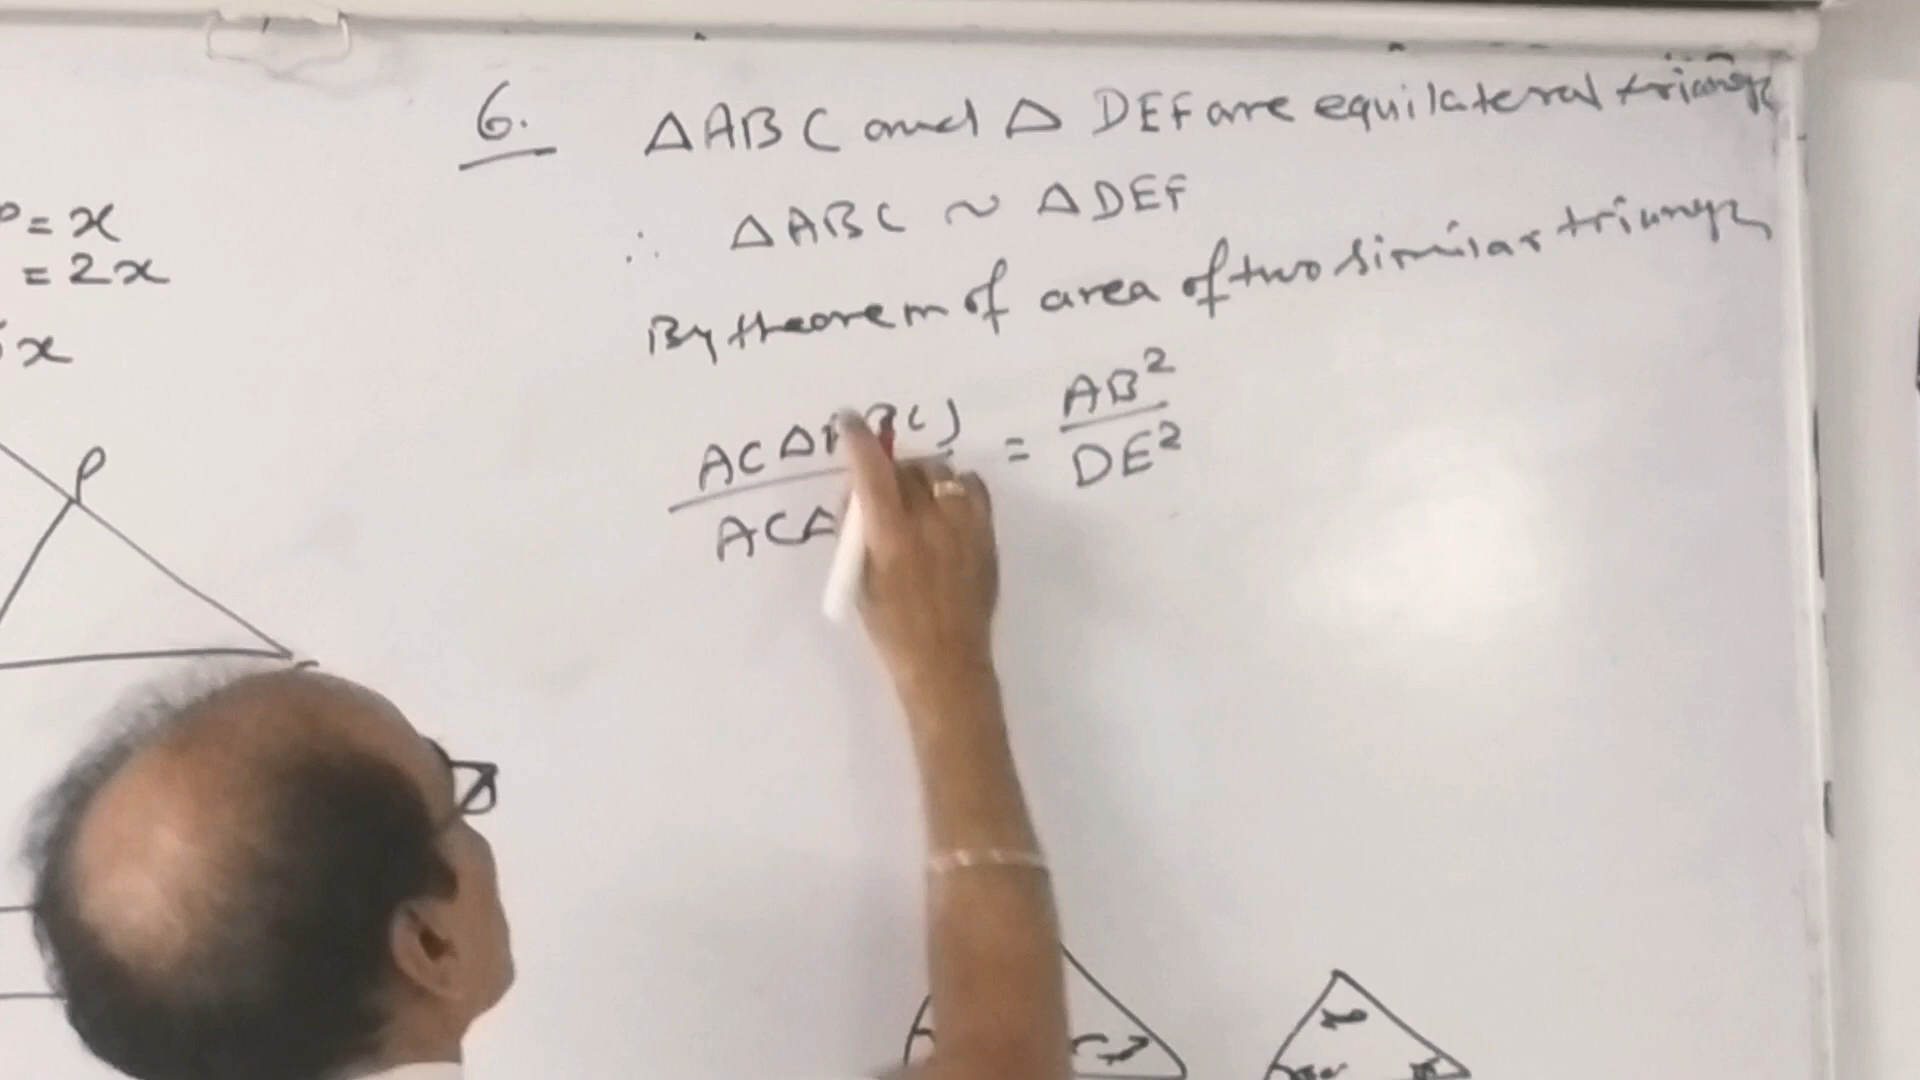 P = x
= 2x
x
P
6. △ABC and △ DEF are equilateral triangle
∴ △ABC ~ △DEF
By theorem of area of two similar triangle
A(△ABC) = AB²
A(△ DE²